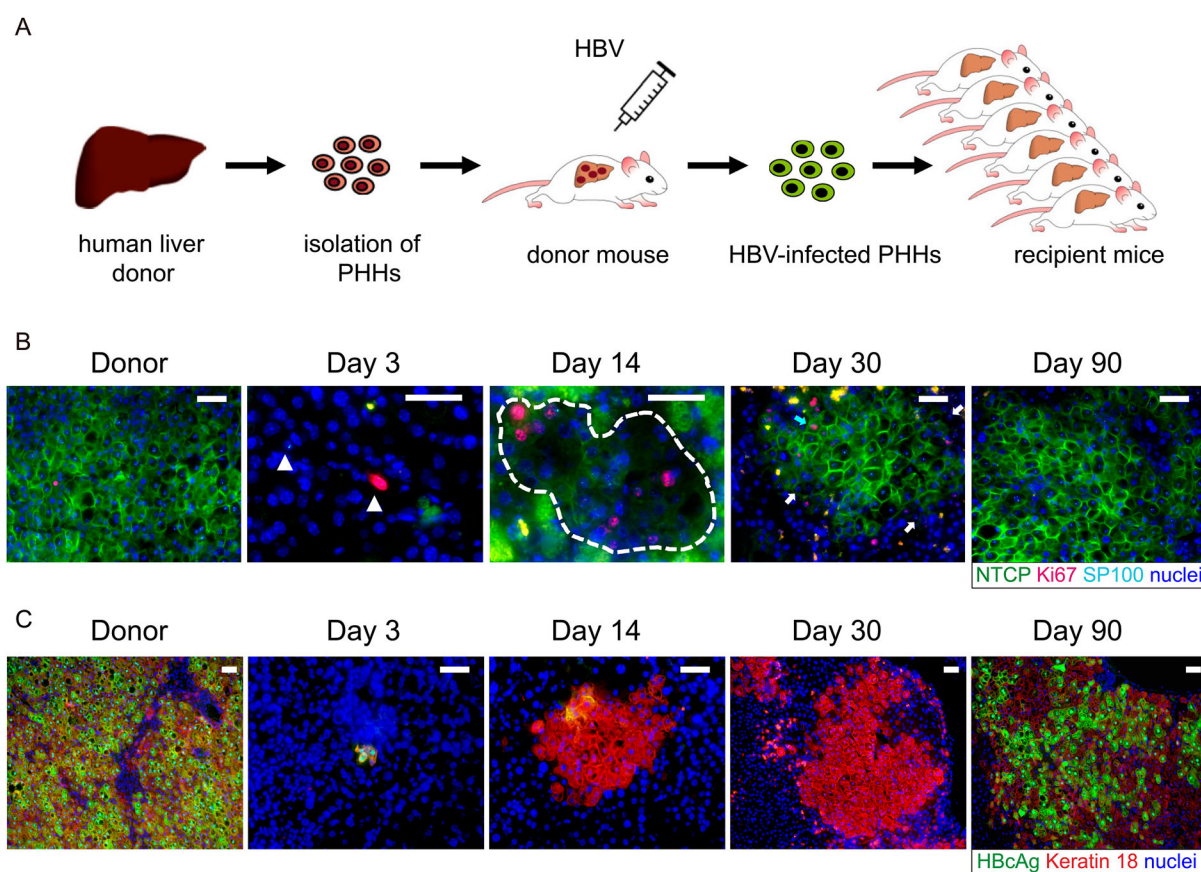 A
HBV
human liver
donor
isolation of
PHHs
donor mouse
HBV-infected PHHs
recipient mice
B
Donor
Day 3
Day 14
Day 30
Day 90
NTCP Ki67 SP100 nuclei
C
Donor
Day 3
Day 14
Day 30
Day 90
HBcAg Keratin 18 nuclei